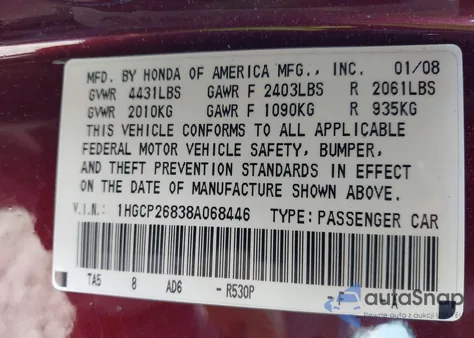 MFD. BY HONDA OF AMERICA MFG., INC. 01/08
GVWR 4431LBS GAWR F 2403LBS R 2061LBS
GVWR 2010KG GAWR F 1090KG R 935KG
THIS VEHICLE CONFORMS TO ALL APPLICABLE
FEDERAL MOTOR VEHICLE SAFETY, BUMPER,
AND THEFT PREVENTION STANDARDS IN EFFECT
ON THE DATE OF MANUFACTURE SHOWN ABOVE.
V.I.N.: 1HGCP26838A068446 TYPE: PASSENGER CAR
TA5 8 AD6 - R530P
autoSnap